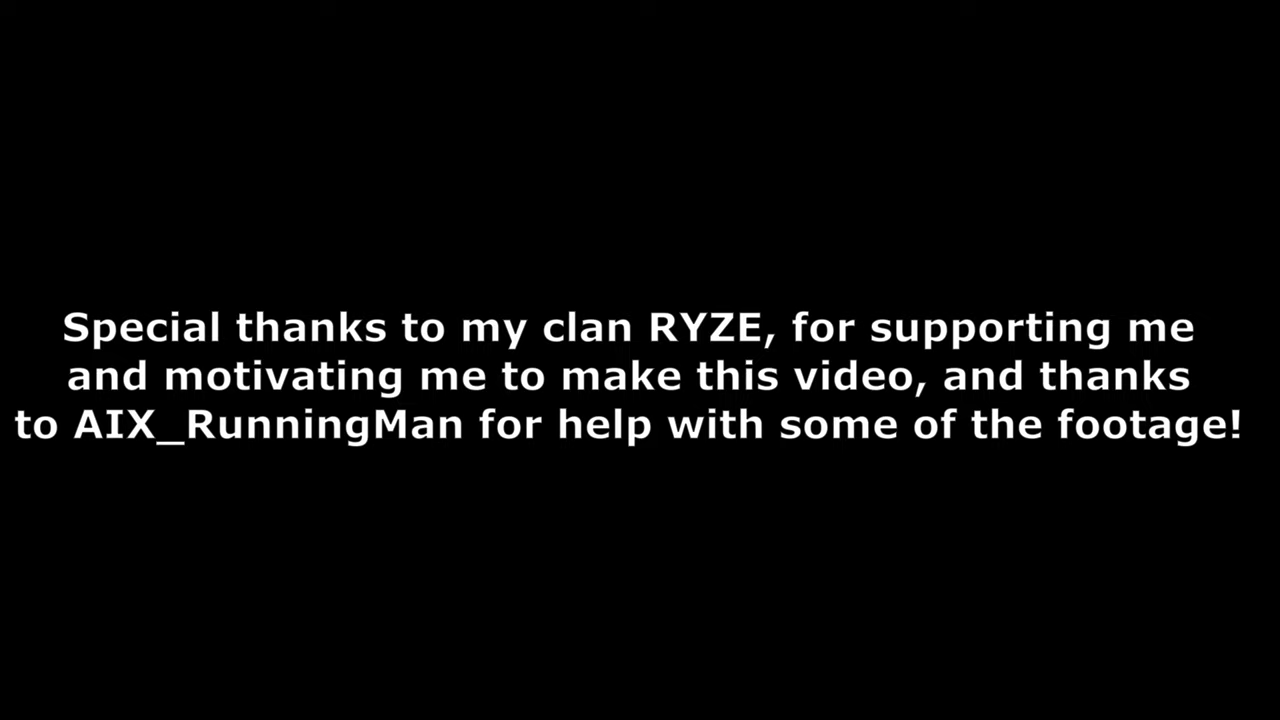 Special thanks to my clan RYZE, for supporting me
and motivating me to make this video, and thanks
to AIX_RunningMan for help with some of the footage!